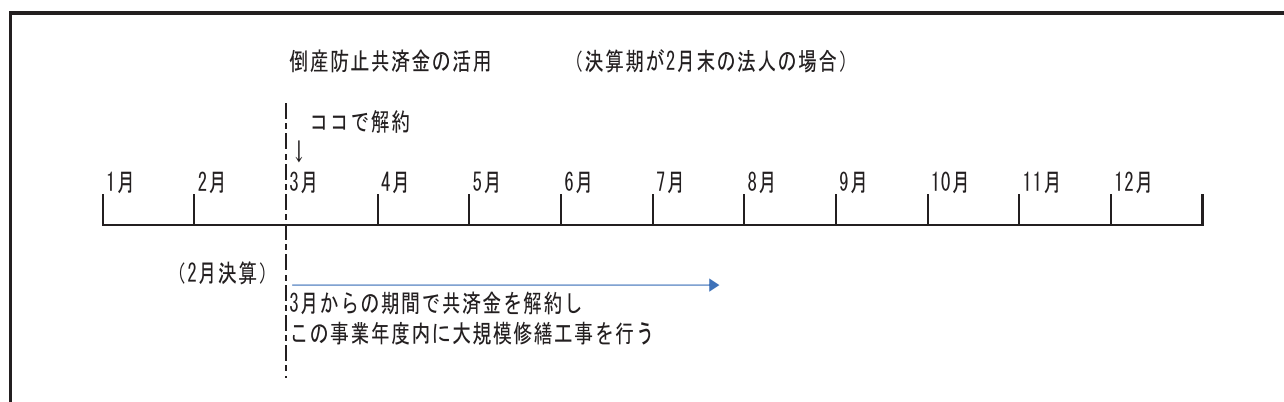 倒産防止共済金の活用 （決算期が2月末の法人の場合）
ココで解約
↓
1月 2月 3月 4月 5月 6月 7月 8月 9月 10月 11月 12月
（2月決算）
3月からの期間で共済金を解約し
この事業年度内に大規模修繕工事を行う